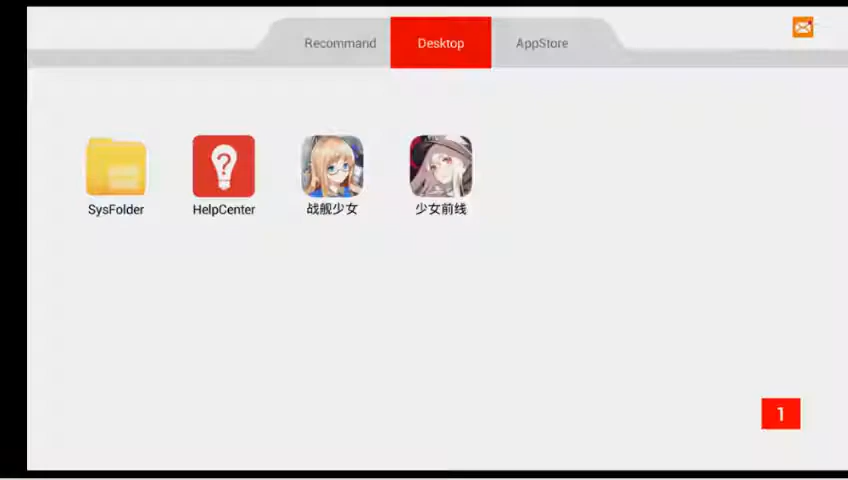 Recommand
Desktop
AppStore
SysFolder
HelpCenter
战舰少女
少女前线
1